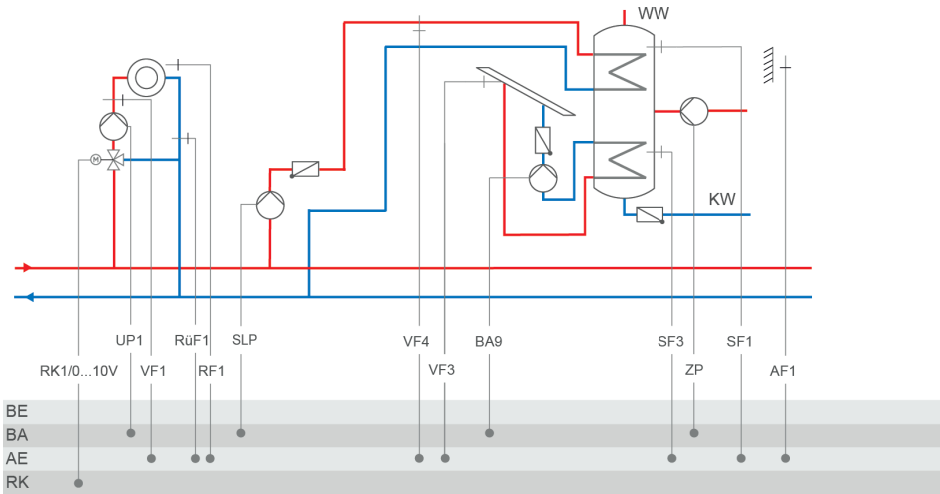 WW
M
KW
UP1 RüF1 SLP VF4 BA9 SF3 SF1
RK1/0...10V VF1 RF1 VF3 ZP AF1
BE
BA
AE
RK